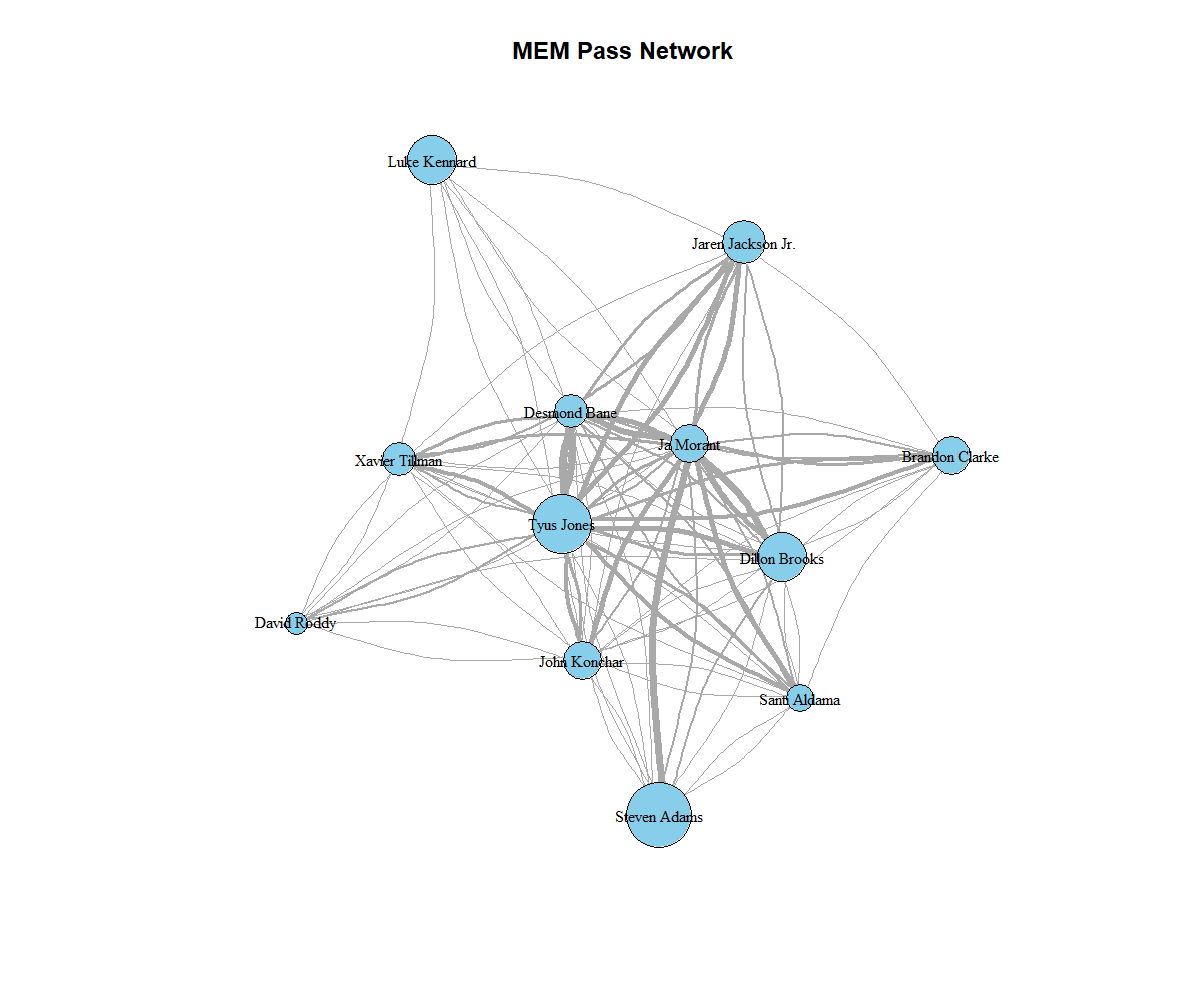 MEM Pass Network
Luke Kennard
Jaren Jackson Jr.
Desmond Bane
Ja Morant
Xavier Tillman
Brandon Clarke
Tyus Jones
Dillon Brooks
David Roddy
John Konchar
Santi Aldama
Steven Adams